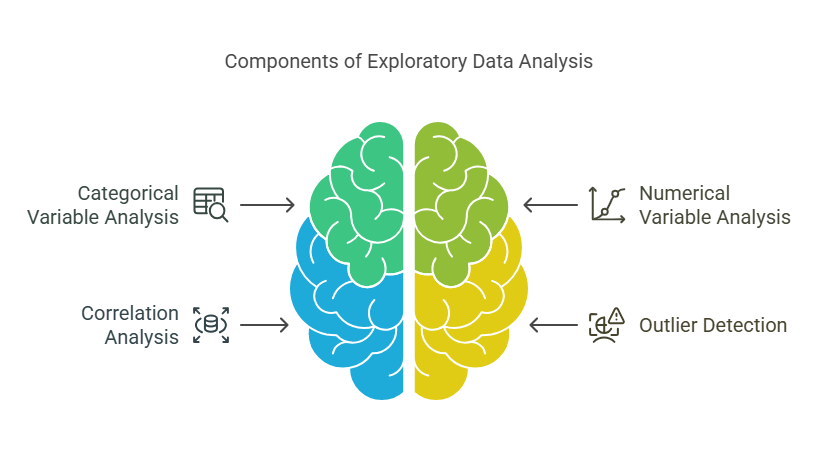 Components of Exploratory Data Analysis
Categorical
Variable Analysis
Numerical
Variable Analysis
Correlation
Analysis
Outlier Detection